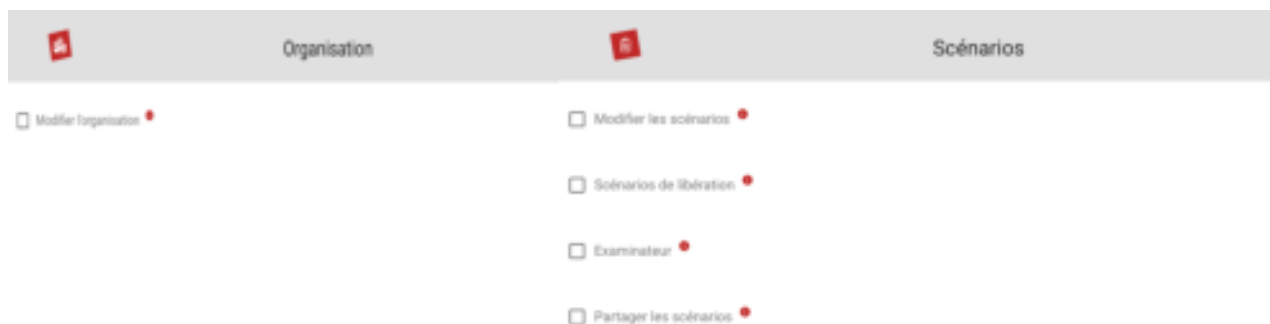 Organisation
Scénarios
Modifier l'organisation
Modifier les scénarios
Scénarios de libération
Examinateur
Partager les scénarios